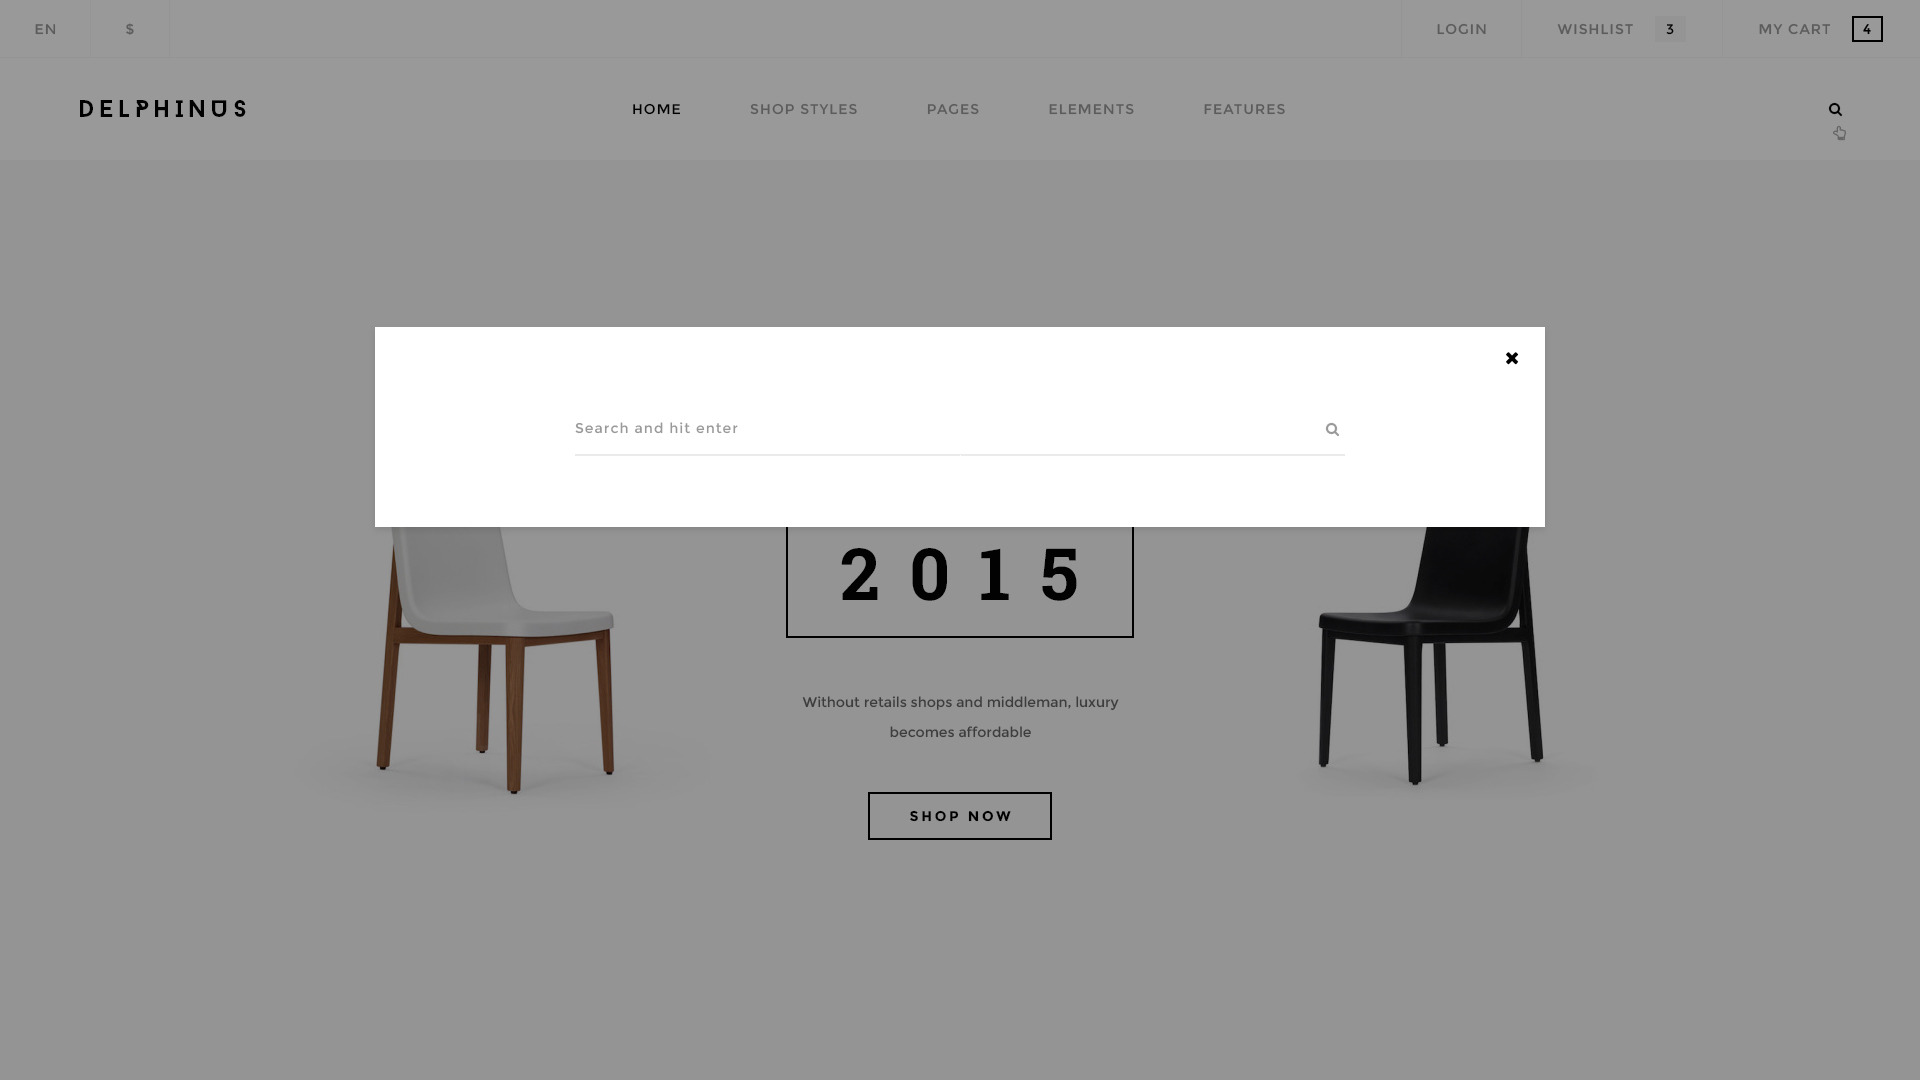 EN
$
LOGIN
WISHLIST 3
MY CART 4
DELPHINUS
HOME
SHOP STYLES
PAGES
ELEMENTS
FEATURES
Search and hit enter
2015
Without retails shops and middleman, luxury
becomes affordable
SHOP NOW